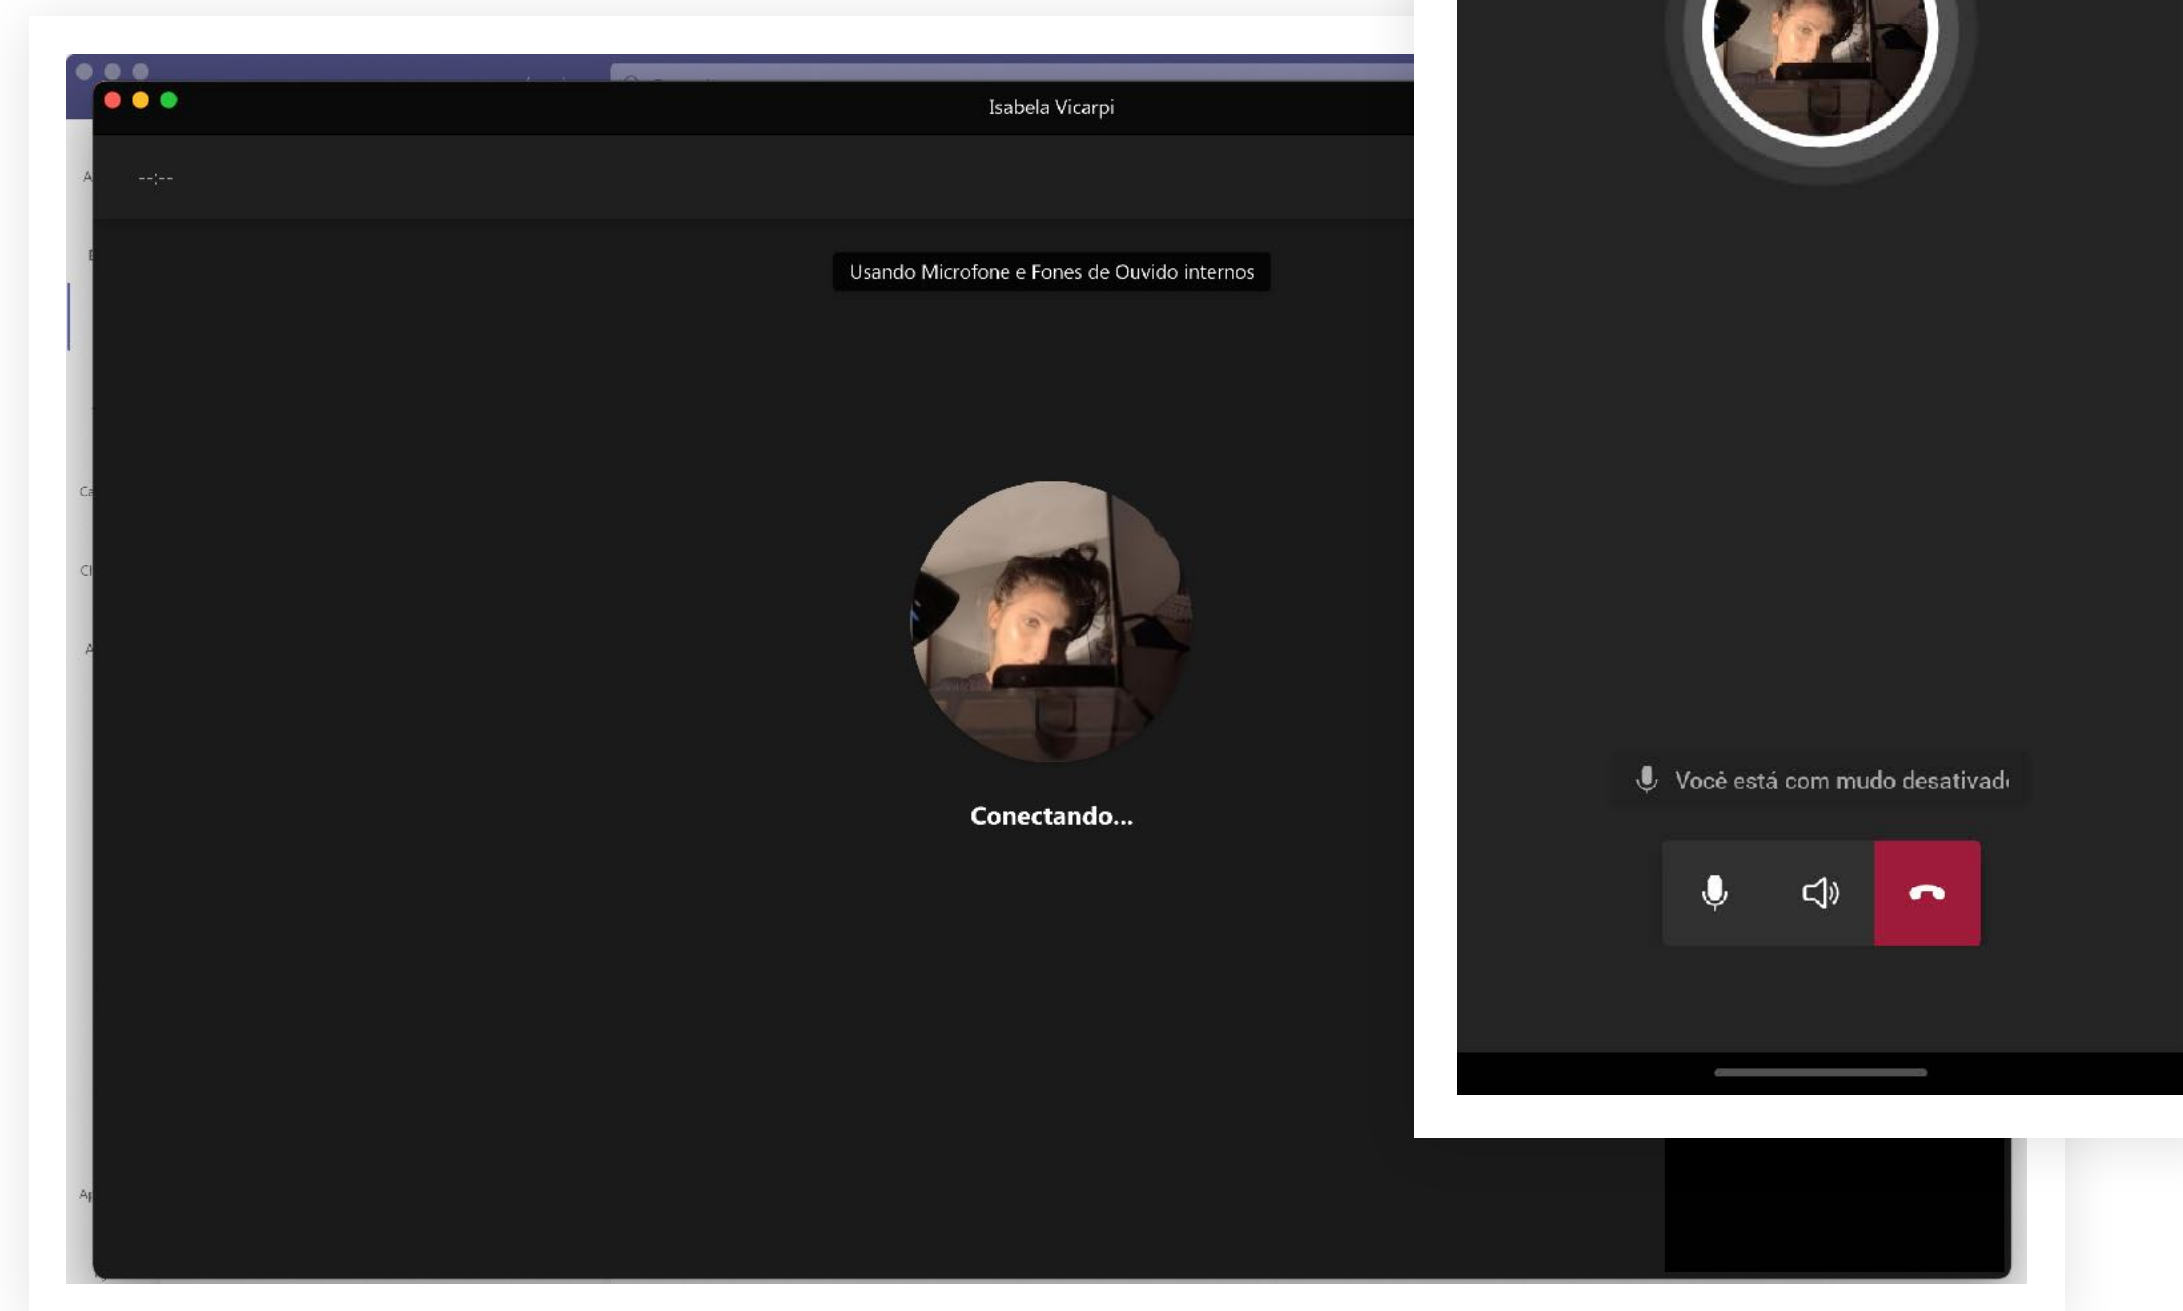 Isabela Vicarpi
--:--
Usando Microfone e Fones de Ouvido internos
Conectando...
Você está com mudo desativad